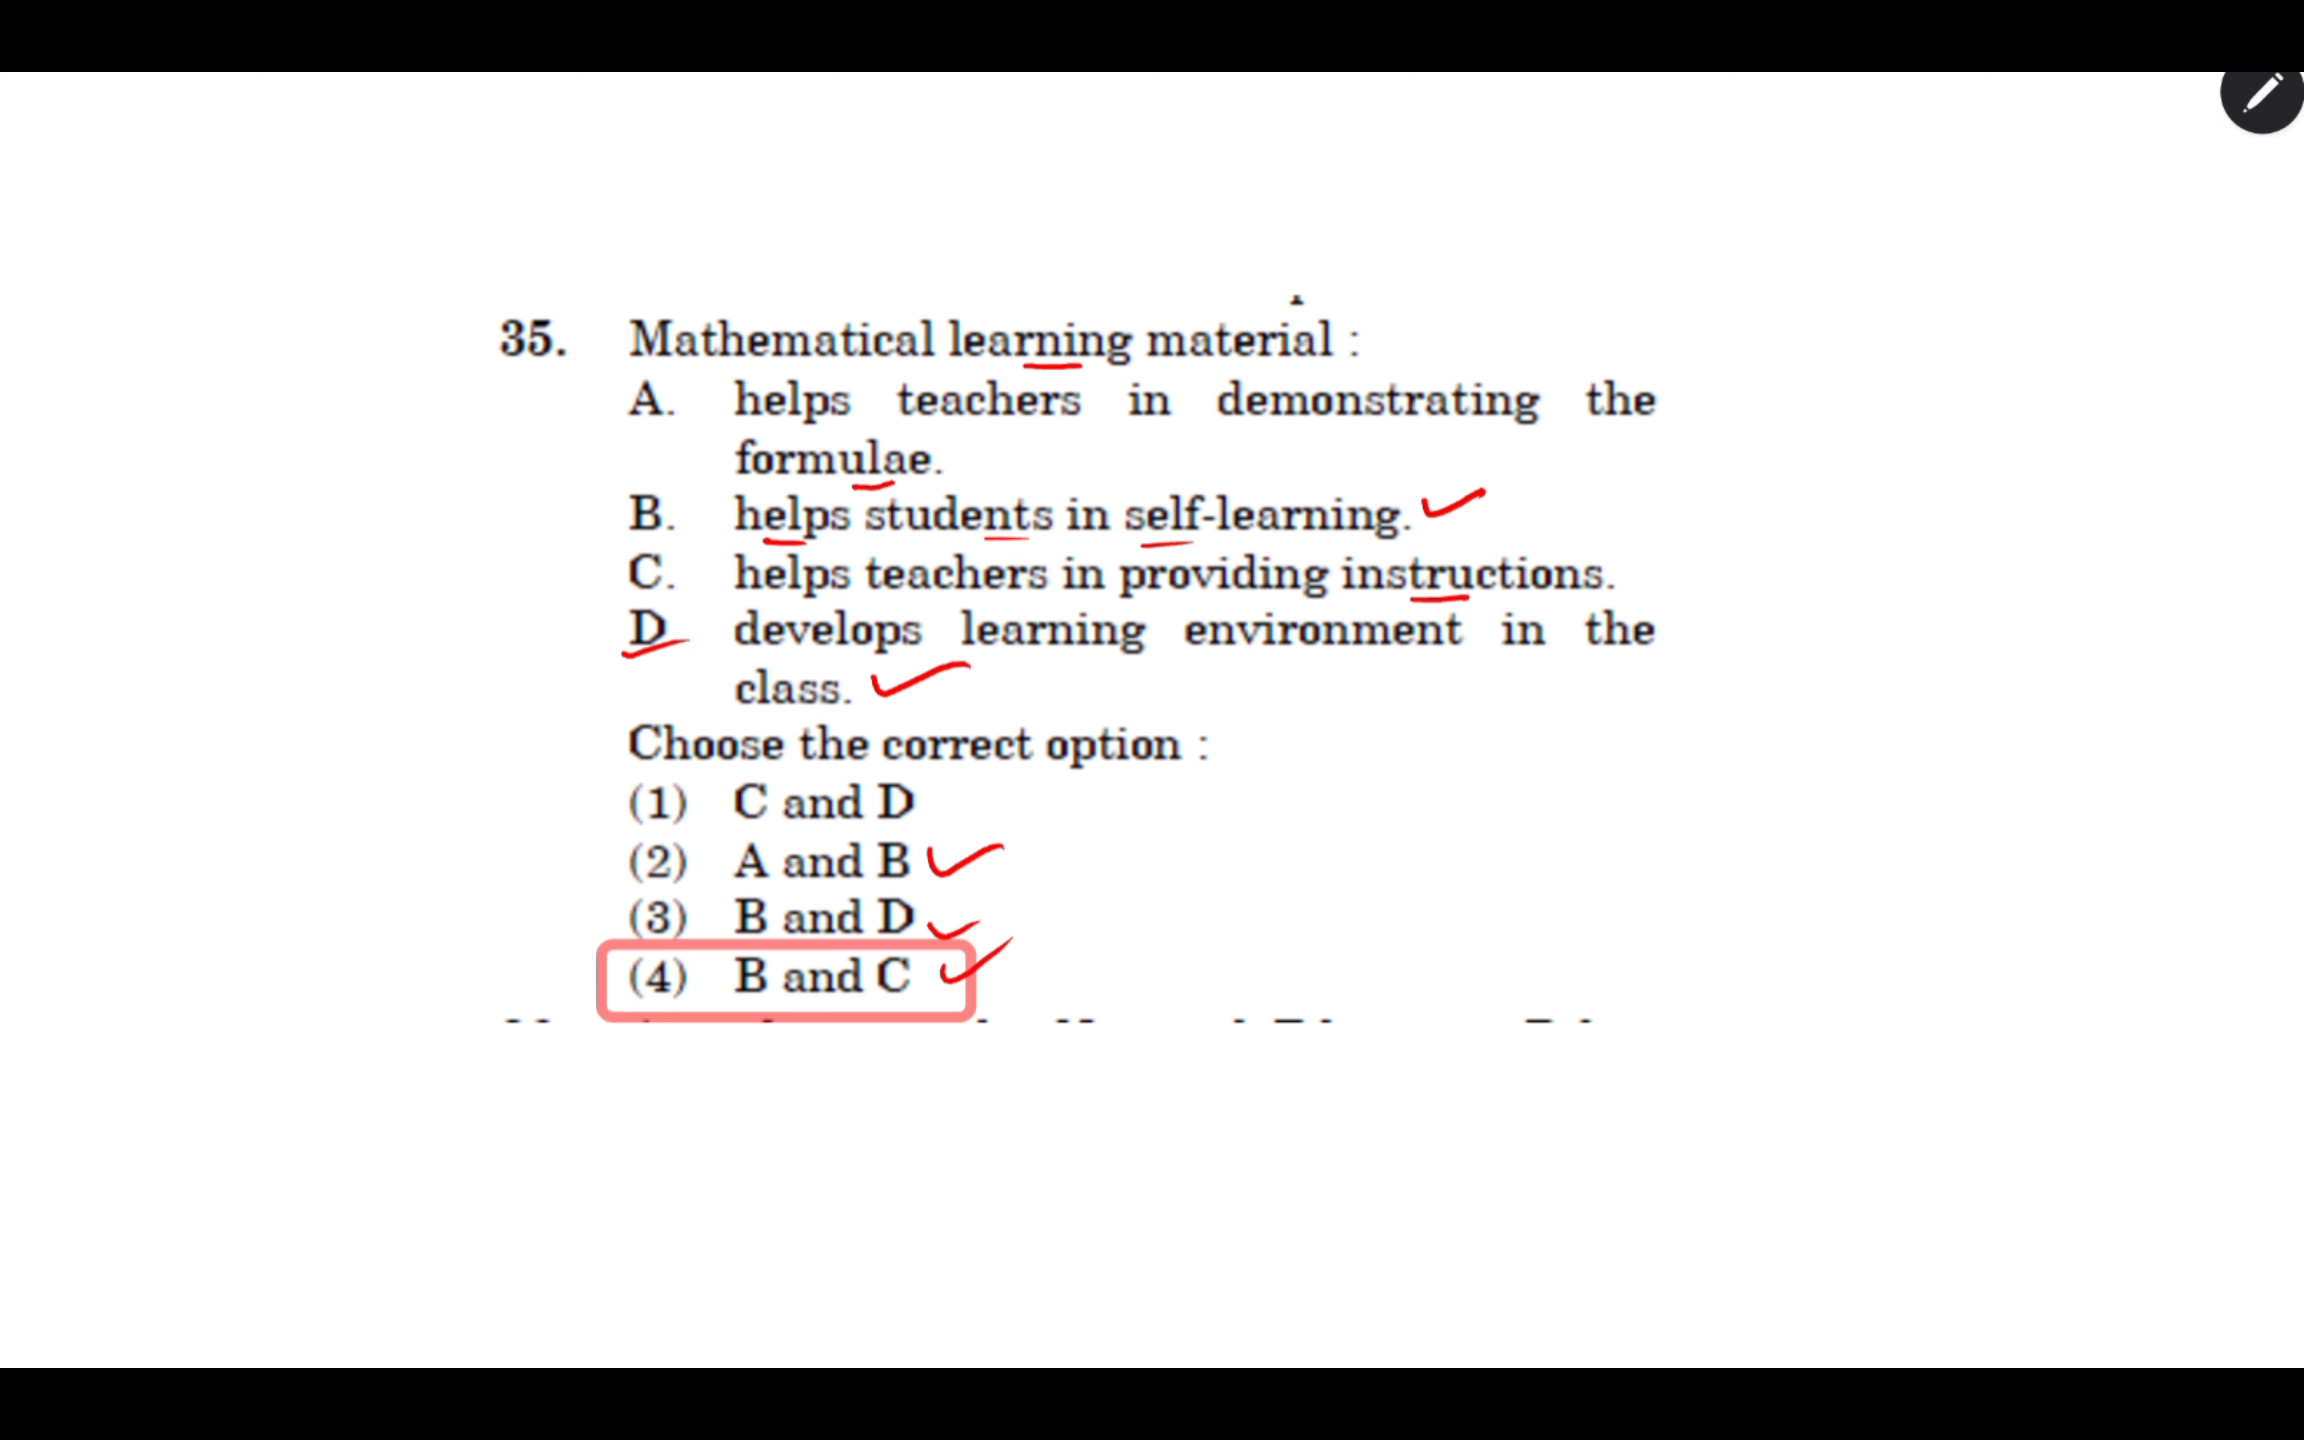 35. Mathematical learning material :
A. helps teachers in demonstrating the
formulae.
B. helps students in self-learning.
C. helps teachers in providing instructions.
D develops learning environment in the
class.
Choose the correct option :
(1) C and D
(2) A and B
(3) B and D
(4) B and C